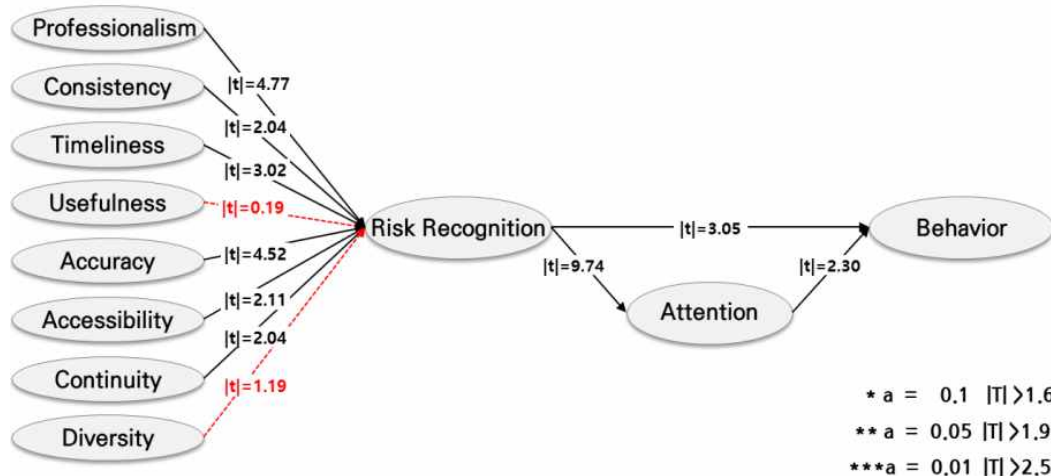 Professionalism
|t|=4.77
Consistency
|t|=2.04
Timeliness
|t|=3.02
Usefulness
|t|=0.19
Accuracy
|t|=4.52
Accessibility
|t|=2.11
Continuity
|t|=2.04
Diversity
|t|=1.19
Risk Recognition
|t|=3.05
Behavior
|t|=9.74
|t|=2.30
Attention
* a = 0.1 |T|>1.6
** a = 0.05 |T|>1.9
***a = 0.01 |T|>2.5